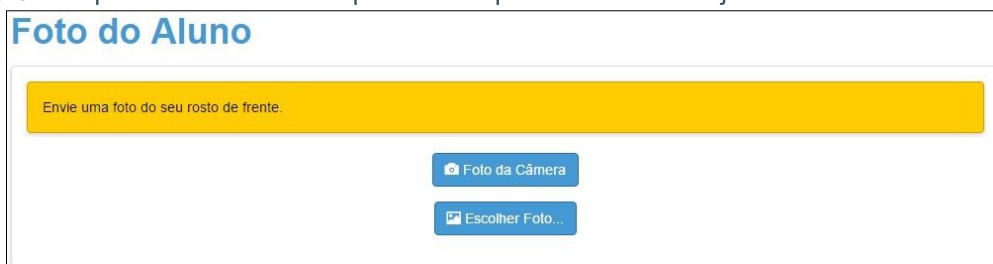 Foto do Aluno
Envie uma foto do seu rosto de frente.
Foto da Câmera
Escolher Foto...